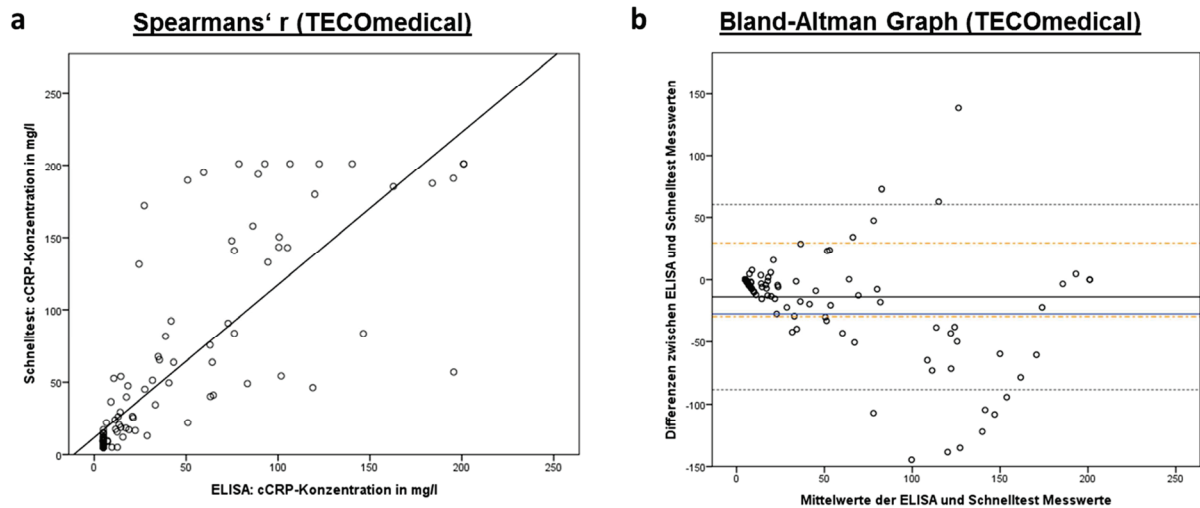 a
Spearmans‘ r (TECOmedical)
Schnelltest: cCRP-Konzentration in mg/l
250
200
150
100
50
0
0 50 100 150 200 250
ELISA: cCRP-Konzentration in mg/l
b
Bland-Altman Graph (TECOmedical)
Differenzen zwischen ELISA und Schnelltest Messwerten
150
100
50
0
-50
-100
-150
0 50 100 150 200 250
Mittelwerte der ELISA und Schnelltest Messwerte